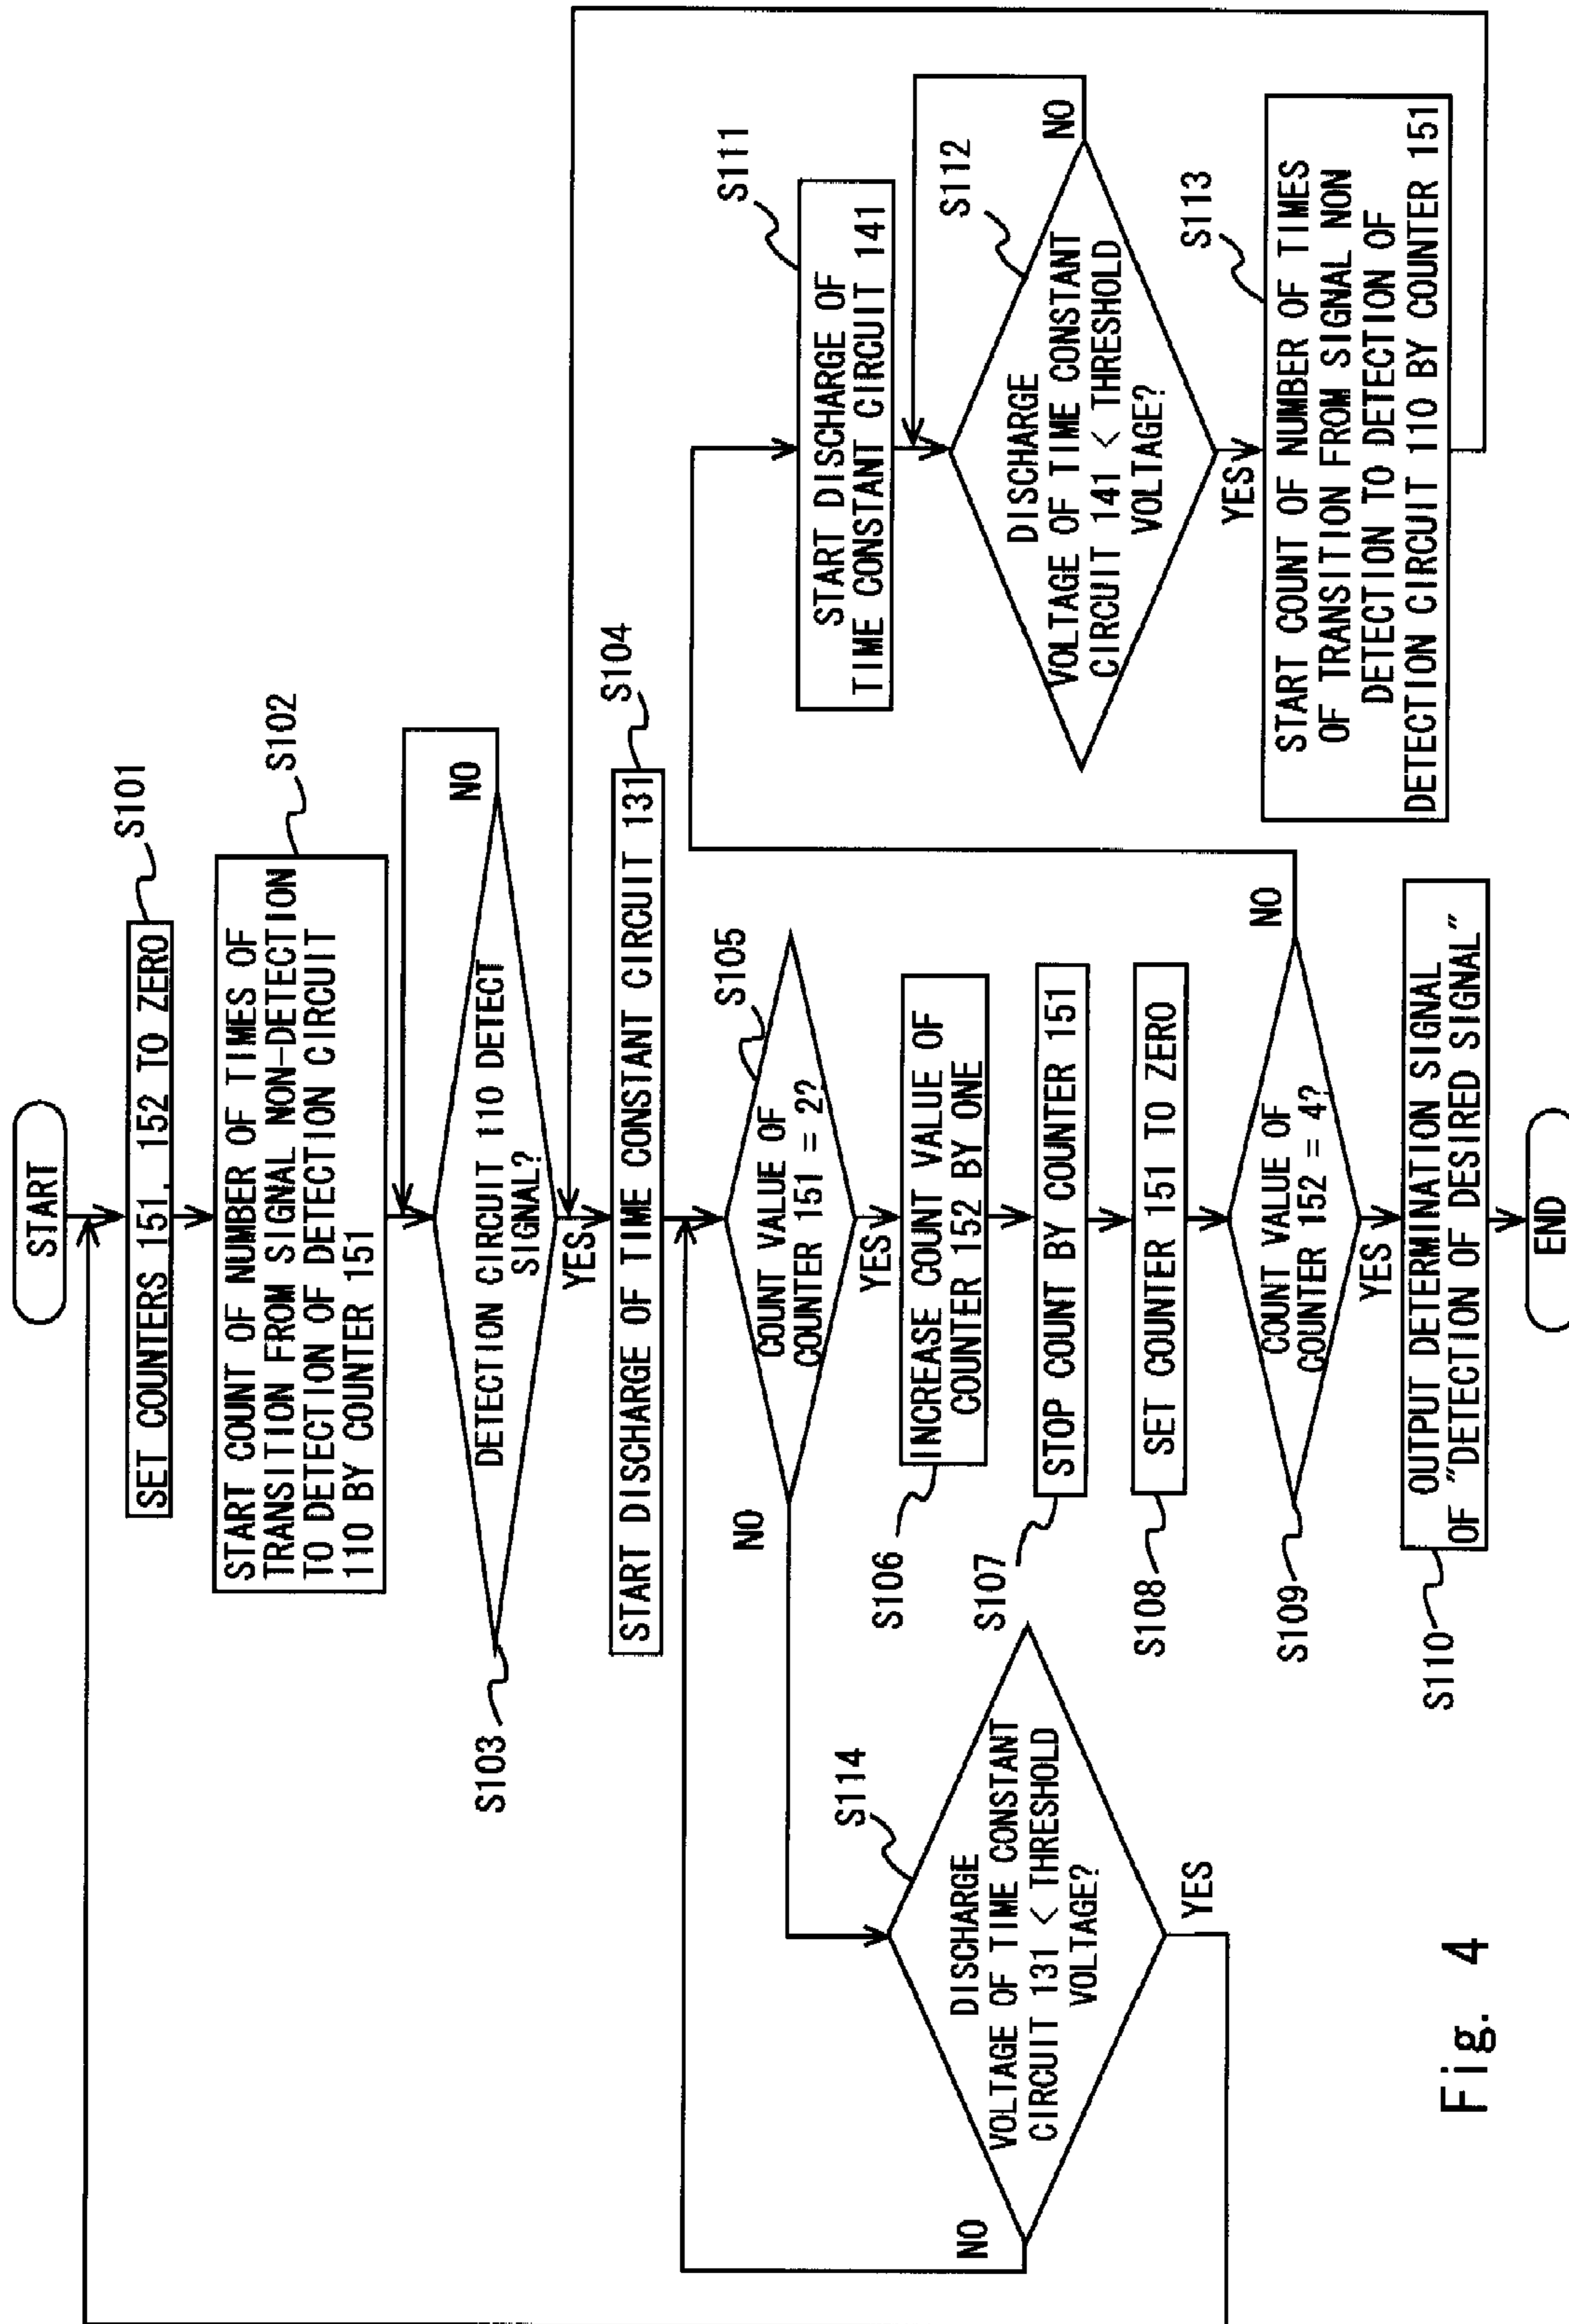 START
SET COUNTERS 151, 152 TO ZERO
S101
START COUNT OF NUMBER OF TIMES OF
TRANSITION FROM SIGNAL NON-DETECTION
TO DETECTION OF DETECTION CIRCUIT
110 BY COUNTER 151
S102
DETECTION CIRCUIT 110 DETECT
SIGNAL?
S103
NO
YES
START DISCHARGE OF TIME CONSTANT CIRCUIT 131
S104
COUNT VALUE OF
COUNTER 151 = 2?
S105
NO
YES
INCREASE COUNT VALUE OF
COUNTER 152 BY ONE
S106
STOP COUNT BY COUNTER 151
S107
SET COUNTER 151 TO ZERO
S108
COUNT VALUE OF
COUNTER 152 = 4?
S109
NO
YES
OUTPUT DETERMINATION SIGNAL
OF "DETECTION OF DESIRED SIGNAL"
S110
END
START DISCHARGE OF
TIME CONSTANT CIRCUIT 141
S111
DISCHARGE
VOLTAGE OF TIME CONSTANT
CIRCUIT 141 < THRESHOLD
VOLTAGE?
S112
NO
YES
START COUNT OF NUMBER OF TIMES
OF TRANSITION FROM SIGNAL NON
DETECTION TO DETECTION OF
DETECTION CIRCUIT 110 BY COUNTER 151
S113
DISCHARGE
VOLTAGE OF TIME CONSTANT
CIRCUIT 131 < THRESHOLD
VOLTAGE?
S114
NO
YES
Fig. 4